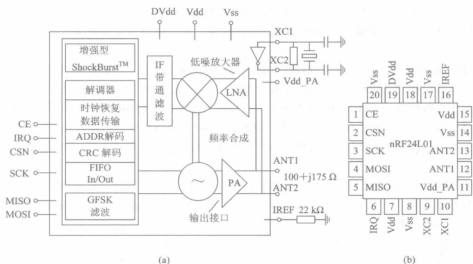 DVdd Vdd Vss
XC1
XC2
Vdd_PA
增强型
ShockBurst™
解调器
时钟恢复
数据传输
ADDR解码
CRC 解码
FIFO
In/Out
GFSK
滤波
IF
带
通
滤
波
低噪放大器
LNA
频率合成
PA
输出接口
CE
IRQ
CSN
SCK
MISO
MOSI
ANT1
100+j175 Ω
ANT2
IREF 22 kΩ
(a)
Vss DVdd Vdd Vss IREF
20 19 18 17 16
1 CE Vdd 15
2 CSN Vss 14
nRF24L01
3 SCK ANT2 13
4 MOSI ANT1 12
5 MISO Vdd_PA 11
6 7 8 9 10
IRQ Vdd Vss XC2 XC1
(b)